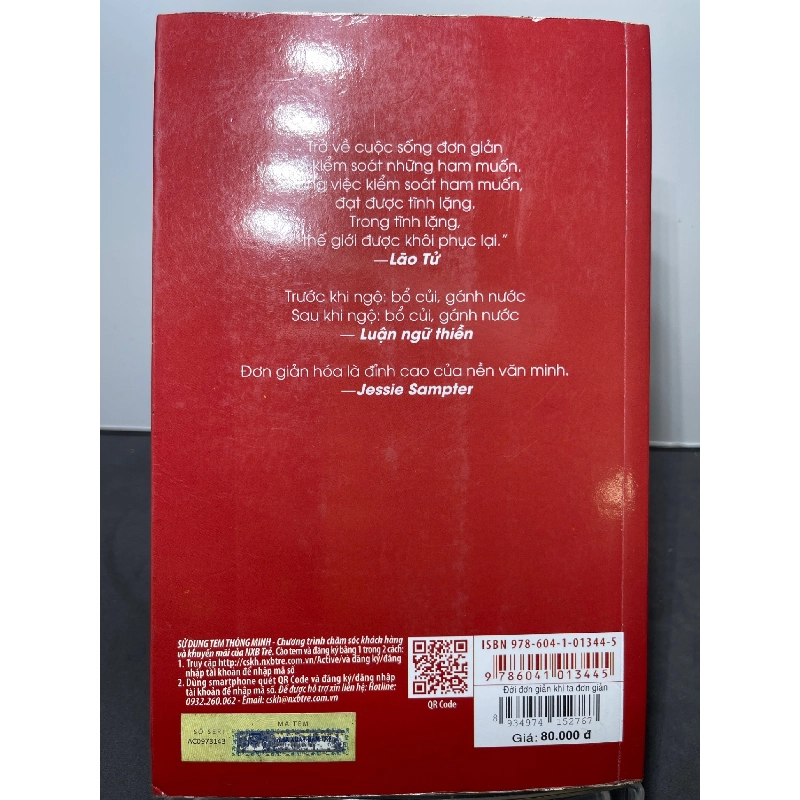 Trở về cuộc sống đơn giản
kiểm soát những ham muốn.
việc kiểm soát ham muốn,
đạt được tĩnh lặng.
Trong tĩnh lặng,
thế giới được khôi phục lại.”
—Lão Tử
Trước khi ngộ: bổ củi, gánh nước
Sau khi ngộ: bổ củi, gánh nước
— Luận ngữ thiền
Đơn giản hóa là đỉnh cao của nền văn minh.
—Jessie Sampter
SỬ DỤNG TEM THÔNG MINH - Chương trình chăm sóc khách hàng
và khuyến mãi của NXB Trẻ. Cào tem và đăng ký bằng 1 trong 2 cách:
1. Truy cập http://cskh.nxbtre.com.vn/Active/và đăng ký/đăng
nhập tài khoản để nhập mã số
2. Dùng smartphone quét QR Code và đăng ký/đăng nhập
tài khoản để nhập mã số. Để được hỗ trợ xin liên hệ: Hotline:
0932.260.062 - Email: cskh@nxbtre.com.vn
QR Code
SỐ SERI
AC0973143
MÃ TEM
ISBN 978-604-1-01344-5
9 786041 013445
Đời đơn giản khi ta đơn giản
8 934974 152767
Giá: 80.000 đ